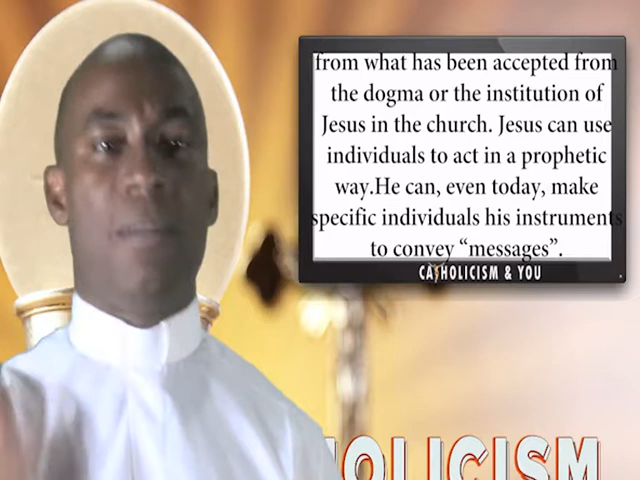 from what has been accepted from
the dogma or the institution of
Jesus in the church. Jesus can use
individuals to act in a prophetic
way.He can, even today, make
specific individuals his instruments
to convey “messages”.
CATHOLICISM & YOU
HOLICISM